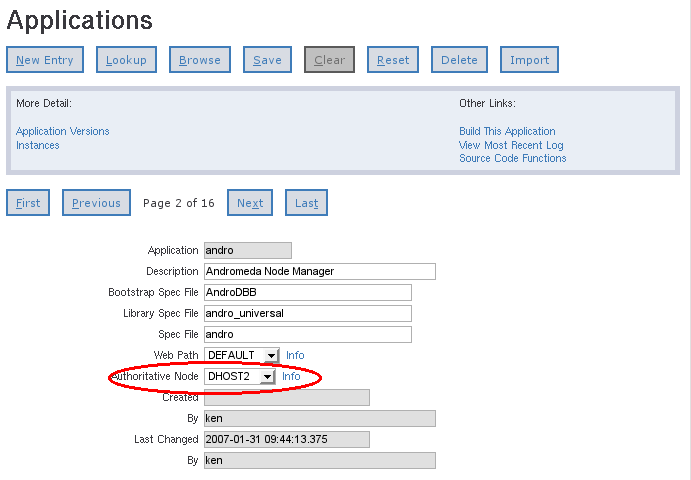 Applications
New Entry Lookup Browse Save Clear Reset Delete Import
More Detail: Other Links:
Application Versions Build This Application
Instances View Most Recent Log
Source Code Functions
First Previous Page 2 of 16 Next Last
Application andro
Description Andromeda Node Manager
Bootstrap Spec File AndroDBB
Library Spec File andro_universal
Spec File andro
Web Path DEFAULT Info
Authoritative Node DHOST2 Info
Created
By ken
Last Changed 2007-01-31 09:44:13.375
By ken